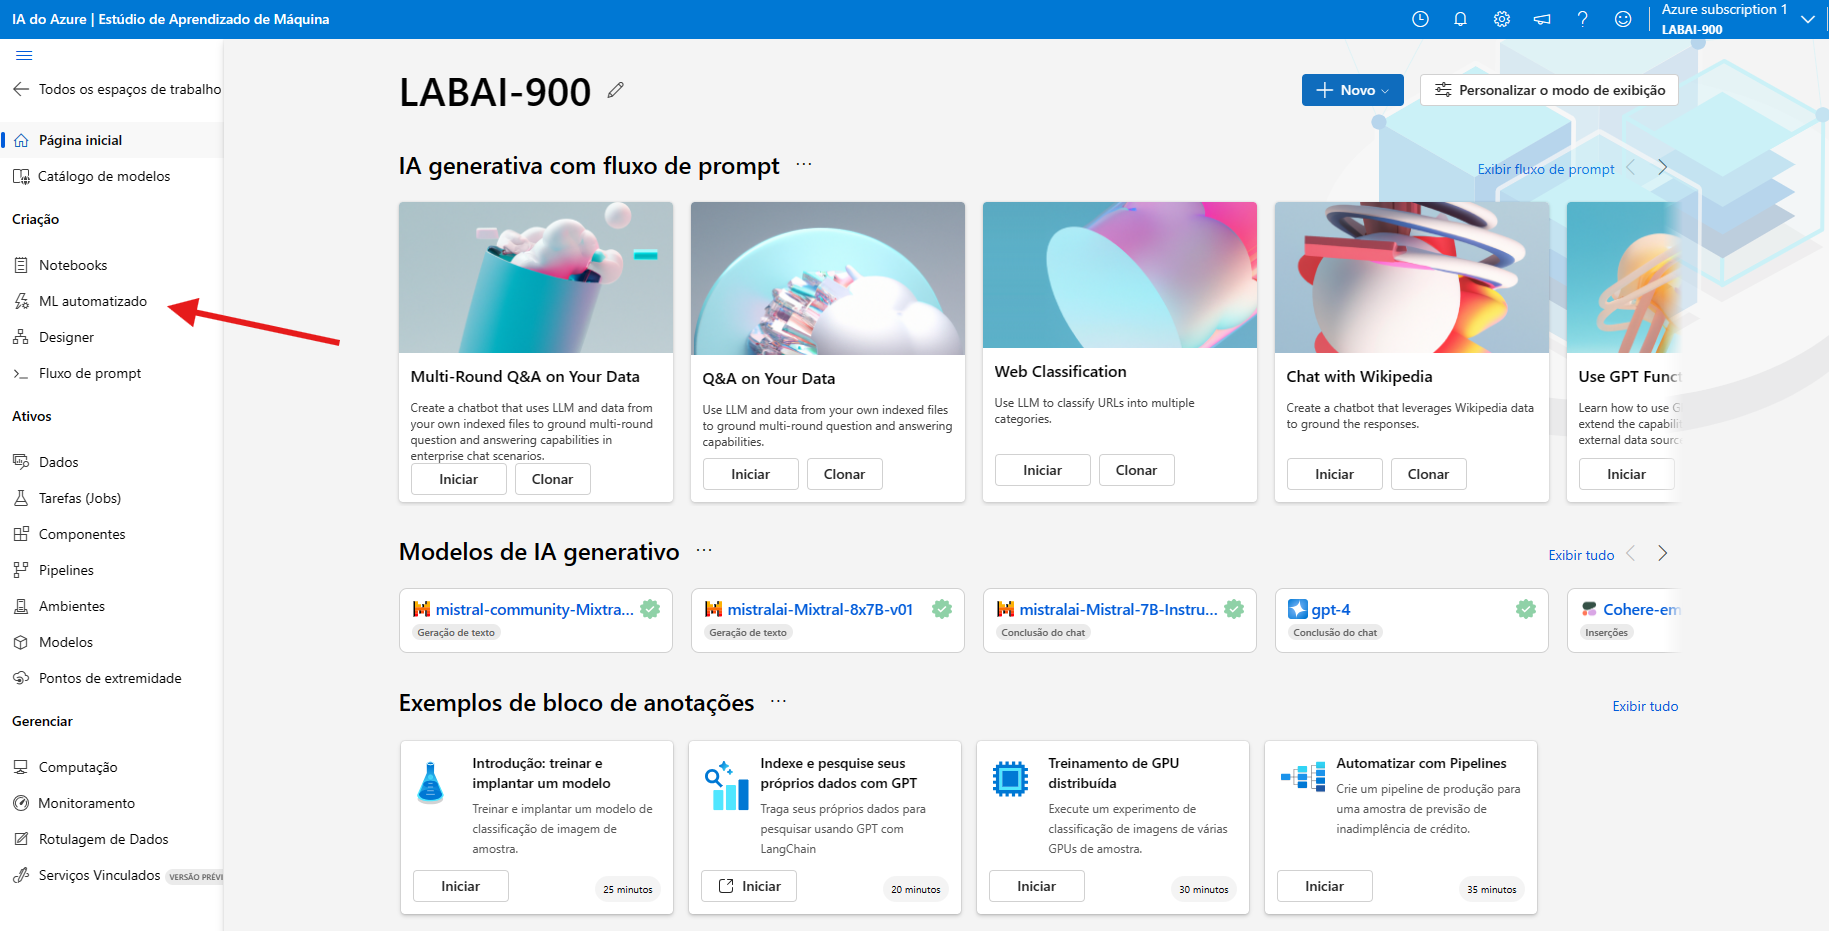 IA do Azure | Estúdio de Aprendizado de Máquina
Azure subscription 1
LABAI-900
Todos os espaços de trabalho
Página inicial
Catálogo de modelos
Criação
Notebooks
ML automatizado
Designer
Fluxo de prompt
Ativos
Dados
Tarefas (Jobs)
Componentes
Pipelines
Ambientes
Modelos
Pontos de extremidade
Gerenciar
Computação
Monitoramento
Rotulagem de Dados
Serviços Vinculados VERSÃO PRÉVI
LABAI-900
Novo
Personalizar o modo de exibição
IA generativa com fluxo de prompt ...
Exibir fluxo de prompt
Multi-Round Q&A on Your Data
Create a chatbot that uses LLM and data from
your own indexed files to ground multi-round
question and answering capabilities in
enterprise chat scenarios.
Iniciar Clonar
Q&A on Your Data
Use LLM and data from your own indexed files
to ground multi-round question and answering
capabilities.
Iniciar Clonar
Web Classification
Use LLM to classify URLs into multiple
categories.
Iniciar Clonar
Chat with Wikipedia
Create a chatbot that leverages Wikipedia data
to ground the responses.
Iniciar Clonar
Use GPT Funct
Learn how to use G
extend the capabili
external data sourc
Iniciar
Modelos de IA generativo ...
Exibir tudo
mistral-community-Mixtra...
Geração de texto
mistralai-Mixtral-8x7B-v01
Geração de texto
mistralai-Mistral-7B-Instru...
Conclusão do chat
gpt-4
Conclusão do chat
Cohere-em
Inserções
Exemplos de bloco de anotações ...
Exibir tudo
Introdução: treinar e
implantar um modelo
Treinar e implantar um modelo de
classificação de imagem de
amostra.
Iniciar
25 minutos
Indexe e pesquise seus
próprios dados com GPT
Traga seus próprios dados para
pesquisar usando GPT com
LangChain
Iniciar
20 minutos
Treinamento de GPU
distribuída
Execute um experimento de
classificação de imagens de várias
GPUs de amostra.
Iniciar
30 minutos
Automatizar com Pipelines
Crie um pipeline de produção para
uma amostra de previsão de
inadimplência de crédito.
Iniciar
35 minutos